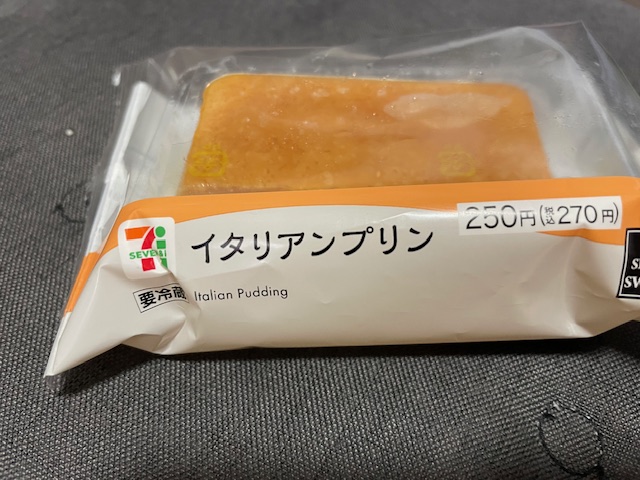 250円(税込270円)
イタリアンプリン
SEVEN&i
要冷蔵
Italian Pudding